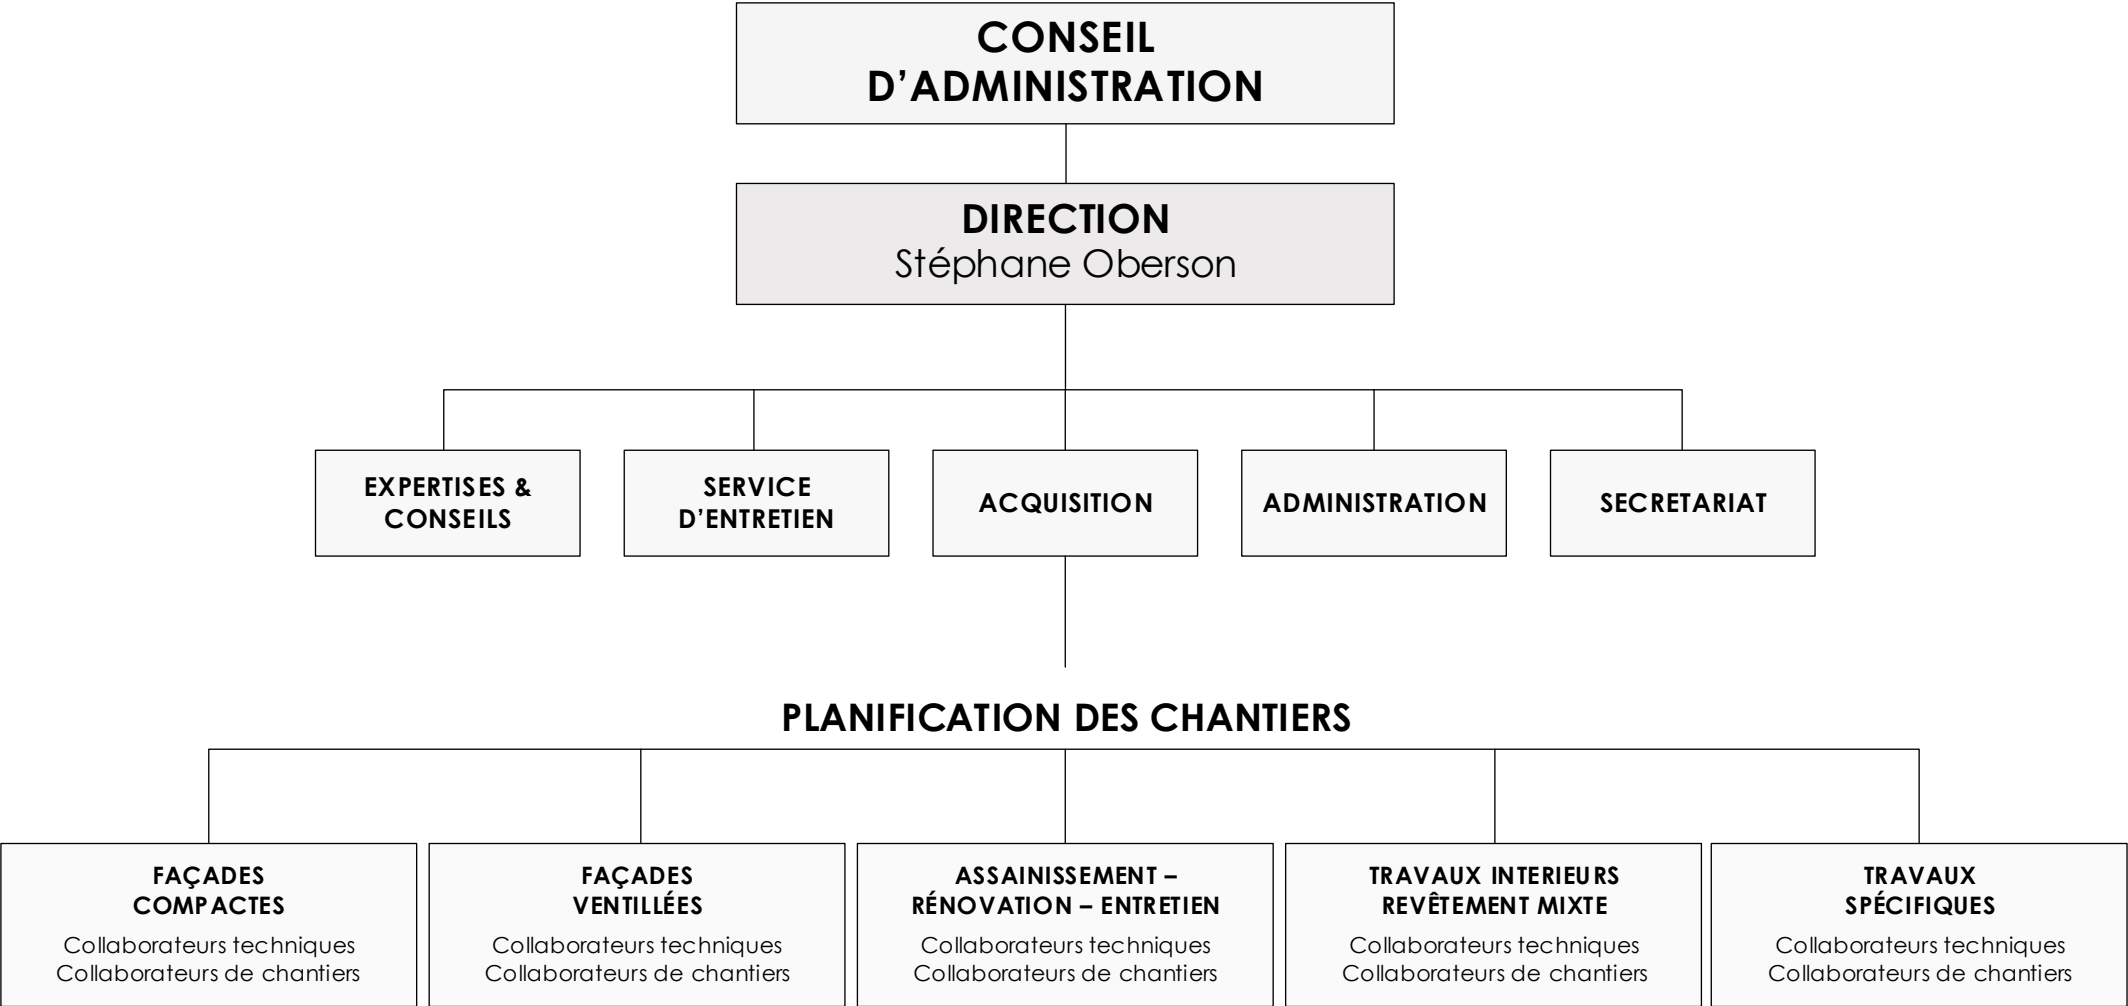 CONSEIL
D’ADMINISTRATION
DIRECTION
Stéphane Oberson
EXPERTISES &
CONSEILS
SERVICE
D’ENTRETIEN
ACQUISITION
ADMINISTRATION
SECRETARIAT
PLANIFICATION DES CHANTIERS
FAÇADES
COMPACTES
Collaborateurs techniques
Collaborateurs de chantiers
FAÇADES
VENTILLÉES
Collaborateurs techniques
Collaborateurs de chantiers
ASSAINISSEMENT –
RÉNOVATION – ENTRETIEN
Collaborateurs techniques
Collaborateurs de chantiers
TRAVAUX INTERIEURS
REVÊTEMENT MIXTE
Collaborateurs techniques
Collaborateurs de chantiers
TRAVAUX
SPÉCIFIQUES
Collaborateurs techniques
Collaborateurs de chantiers